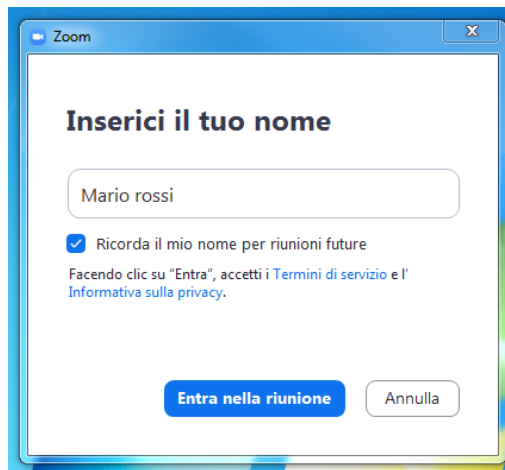 Zoom
Inserici il tuo nome
Mario rossi
Ricorda il mio nome per riunioni future
Facendo clic su "Entra", accetti i Termini di servizio e l'
Informativa sulla privacy.
Entra nella riunione
Annulla